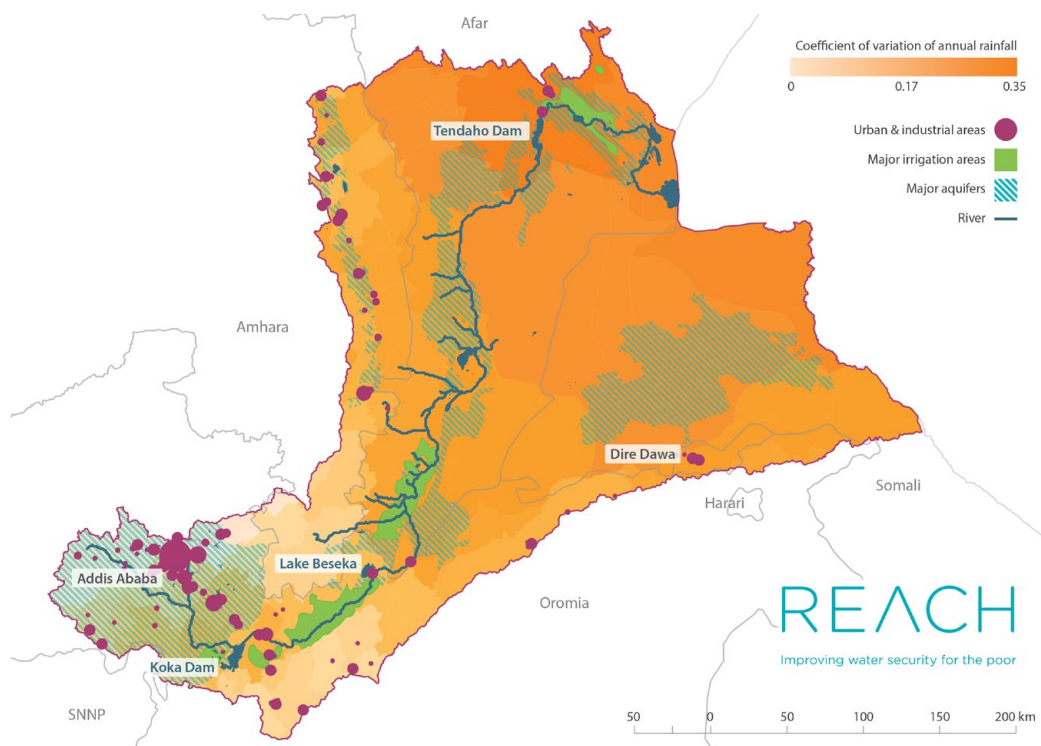 Afar
Coefficient of variation of annual rainfall
0
0.17
0.35
Urban & industrial areas
Major irrigation areas
Major aquifers
River
Tendaho Dam
Amhara
Dire Dawa
Somali
Harari
Lake Beseka
Addis Ababa
Oromia
Koka Dam
SNNP
REACH
Improving water security for the poor
50 0 50 100 150 200 km